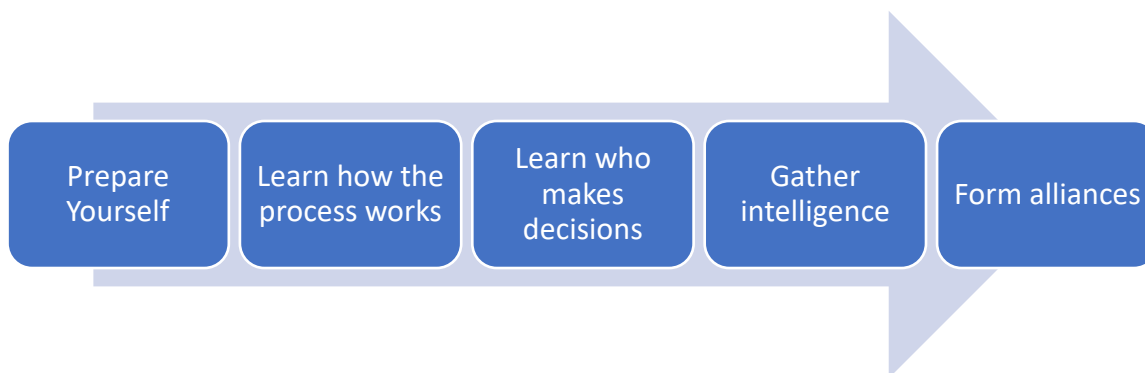 Prepare
Yourself
Learn how the
process works
Learn who
makes
decisions
Gather
intelligence
Form alliances